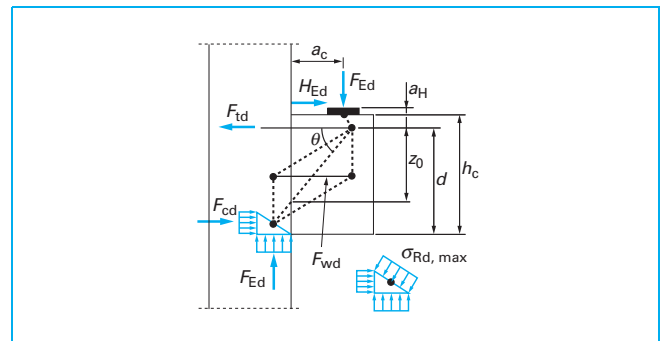 a_c
H_Ed
F_Ed
a_H
F_td
θ
z_0
d
h_c
F_cd
F_wd
F_Ed
σ_Rd, max